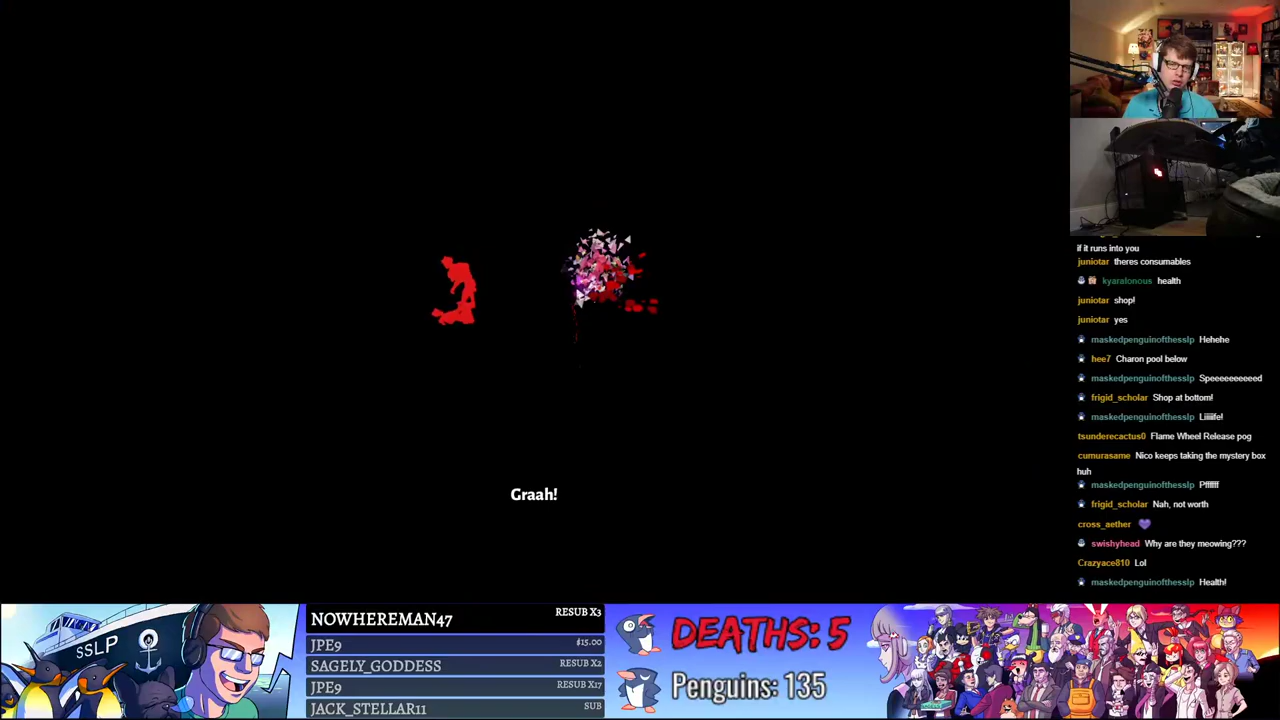 if it runs into you
juniotar theres consumables
kyaralonous health
juniotar shop!
juniotar yes
maskedpenguinofthesslp Hehehe
hee7 Charon pool below
maskedpenguinofthesslp Speeeeeeeeed
frigid_scholar Shop at bottom!
maskedpenguinofthesslp Liiiiife!
tsunderecactus0 Flame Wheel Release pog
cumurasame Nico keeps taking the mystery box
huh
maskedpenguinofthesslp Pffffff
frigid_scholar Nah, not worth
cross_aether
swishyhead Why are they meowing???
Crazyace810 Lol
maskedpenguinofthesslp Health!
Graah!
SSLP
NOWHEREMAN47 RESUB X3
JPE9 $15.00
SAGELY_GODDESS RESUB X2
JPE9 RESUB X17
JACK_STELLAR11 SUB
DEATHS: 5
Penguins: 135